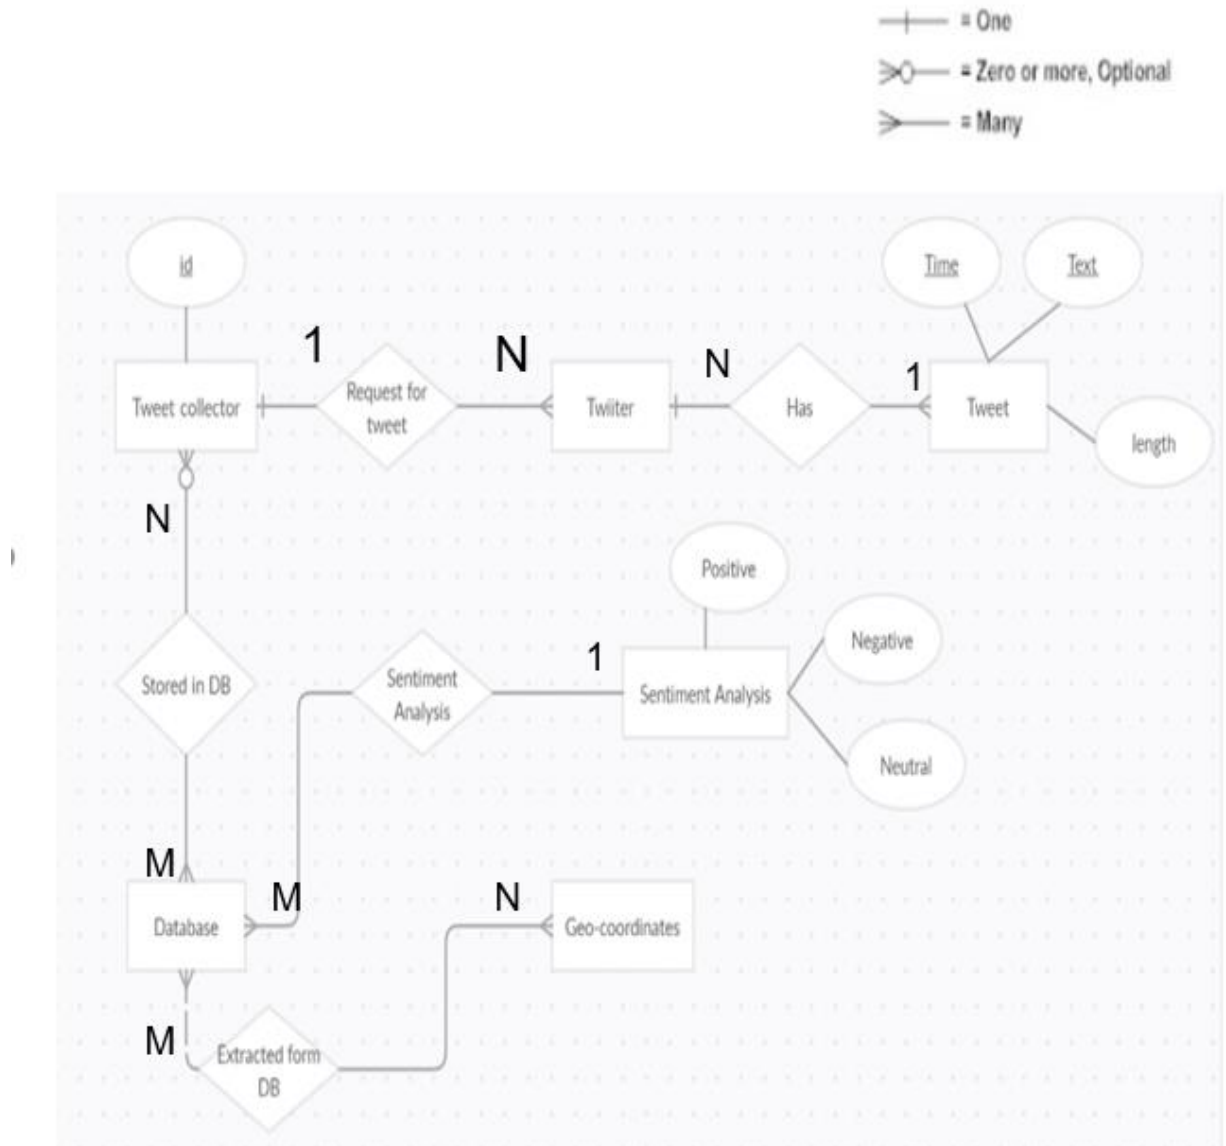 = One
= Zero or more, Optional
= Many
id
Time
Text
1
N
N
1
Tweet collector
Request for
tweet
Twiiter
Has
Tweet
length
N
Positive
Negative
1
Stored in DB
Sentiment
Analysis
Sentiment Analysis
Neutral
M
M
N
Database
Geo-coordinates
M
Extracted form
DB